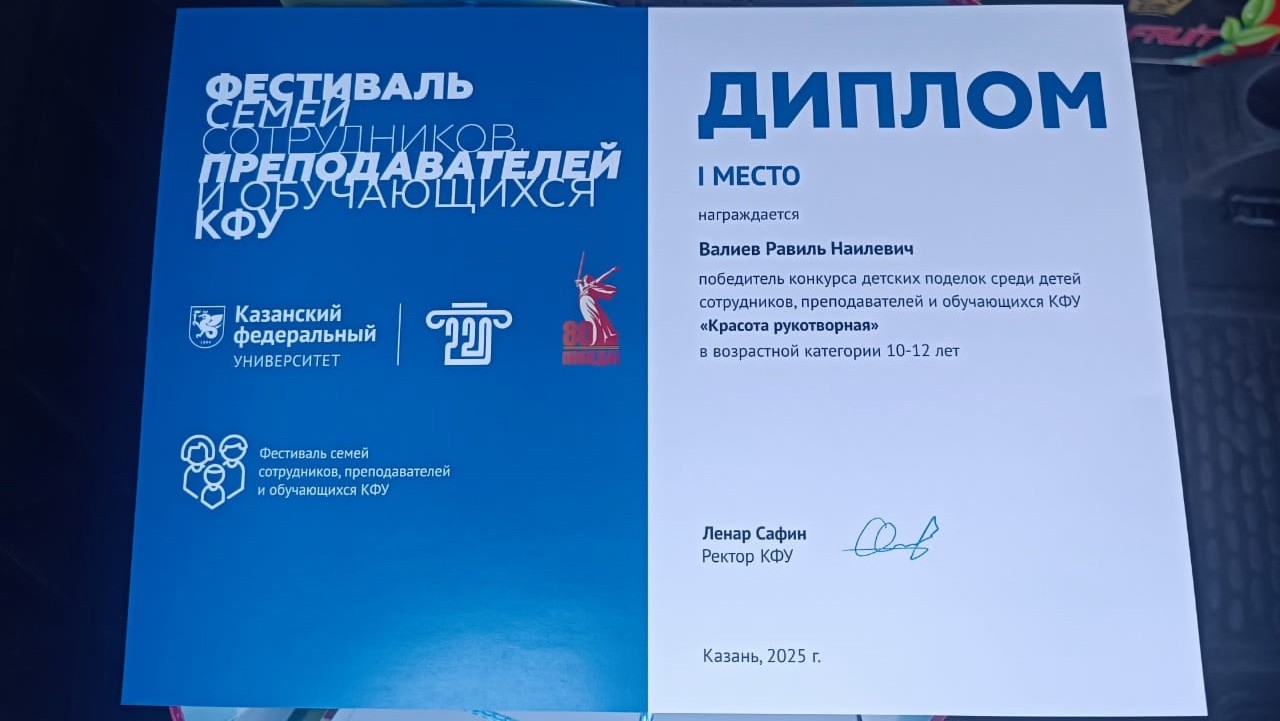 ФЕСТИВАЛЬ
СЕМЕЙ
СОТРУДНИКОВ,
ПРЕПОДАВАТЕЛЕЙ
И ОБУЧАЮЩИХСЯ
КФУ
Казанский
федеральный
УНИВЕРСИТЕТ
220
80
ПОБЕДА!
Фестиваль семей
сотрудников, преподавателей
и обучающихся КФУ
ДИПЛОМ
I МЕСТО
награждается
Валиев Равиль Наилевич
победитель конкурса детских поделок среди детей
сотрудников, преподавателей и обучающихся КФУ
«Красота рукотворная»
в возрастной категории 10-12 лет
Ленар Сафин
Ректор КФУ
Казань, 2025 г.
FRUIT